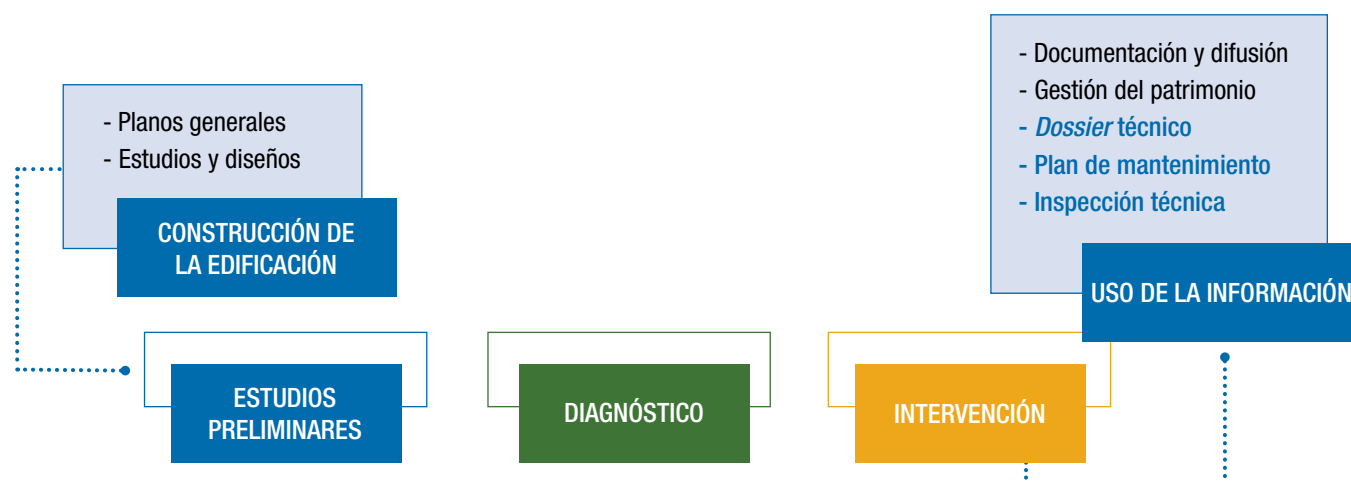 - Planos generales
- Estudios y diseños
CONSTRUCCIÓN DE
LA EDIFICACIÓN
- Documentación y difusión
- Gestión del patrimonio
- Dossier técnico
- Plan de mantenimiento
- Inspección técnica
USO DE LA INFORMACIÓN
ESTUDIOS
PRELIMINARES
DIAGNÓSTICO
INTERVENCIÓN